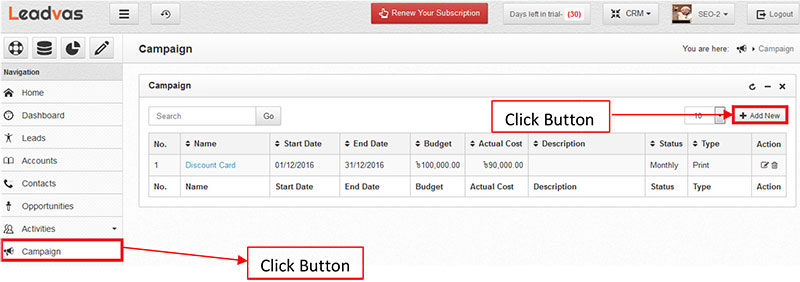 Leadvas
Renew Your Subscription
Days left in trial- (30)
CRM
SEO-2
Logout
Campaign
You are here: Campaign
Navigation
Home
Dashboard
Leads
Accounts
Contacts
Opportunities
Activities
Campaign
Campaign
Search Go
Click Button
10
Add New
No. Name Start Date End Date Budget Actual Cost Description Status Type Action
1 Discount Card 01/12/2016 31/12/2016 ৳100,000.00 ৳90,000.00 Monthly Print
No. Name Start Date End Date Budget Actual Cost Description Status Type Action
Click Button